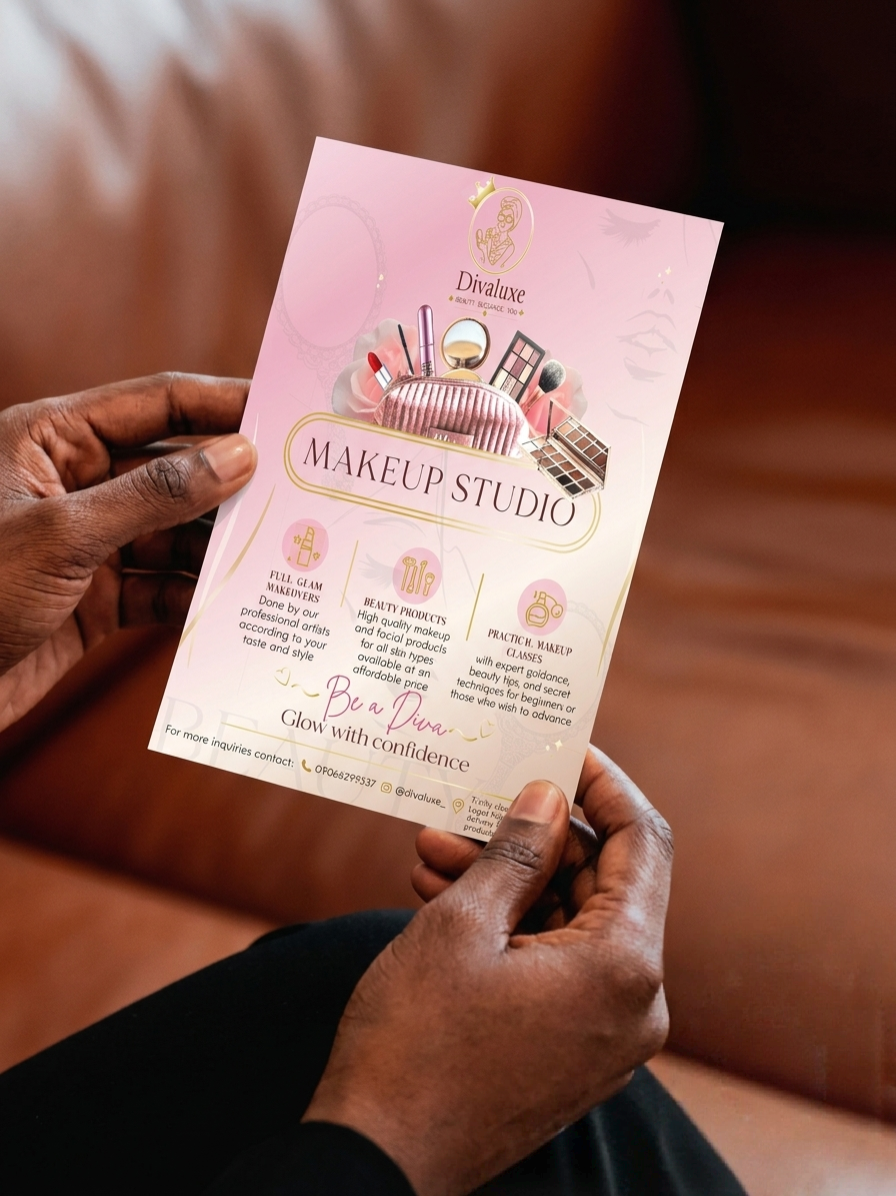 Divaluxe
BEAUTY BECAUSE YOU
MAKEUP STUDIO
FULL GLAM
MAKEOVERS
Done by our
professional artists
according to your
taste and style
BEAUTY PRODUCTS
High quality makeup
and facial products
for all skin types
available at an
affordable price
MAKEUP
CLASSES
with expert guidance,
beauty tips, and secret
techniques for beginners or
those who wish to advance
Be a Diva
Glow with confidence
BEAUTY
For more inquiries contact:
09068299537
@divaluxe_
Trinity
delivery